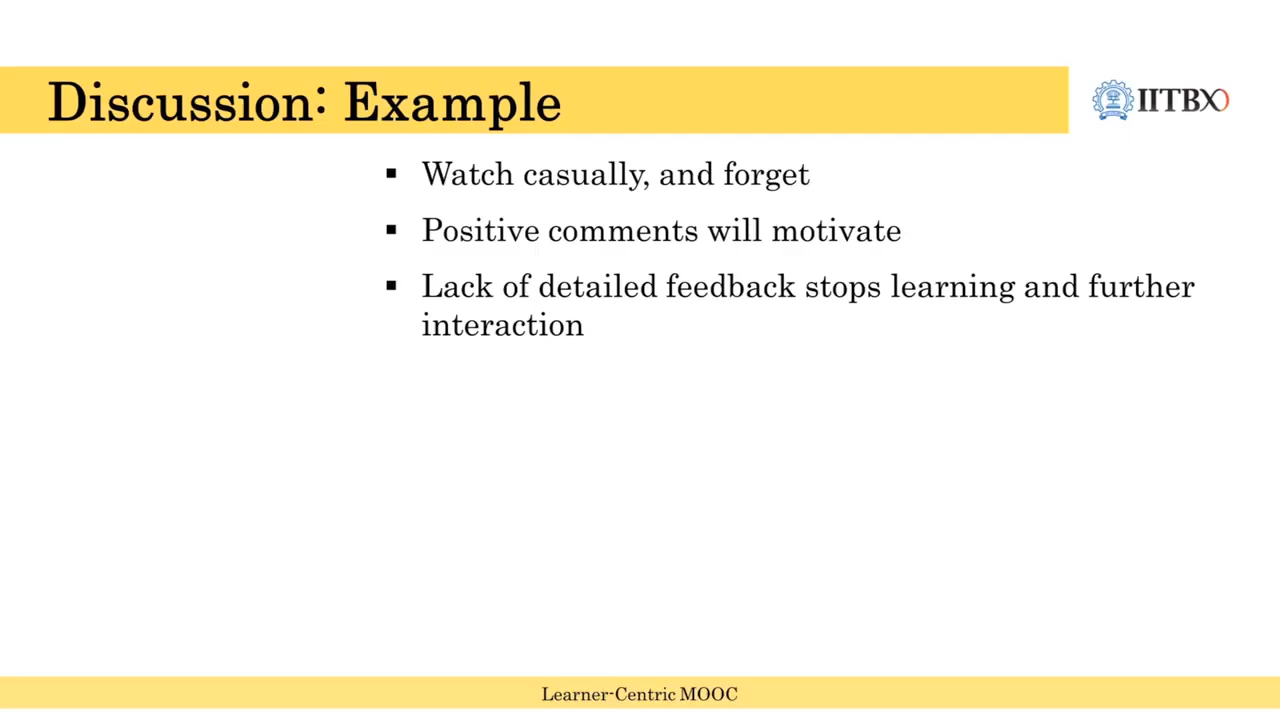 Discussion: Example
IITBX
▪ Watch casually, and forget
▪ Positive comments will motivate
▪ Lack of detailed feedback stops learning and further
interaction
Learner-Centric MOOC